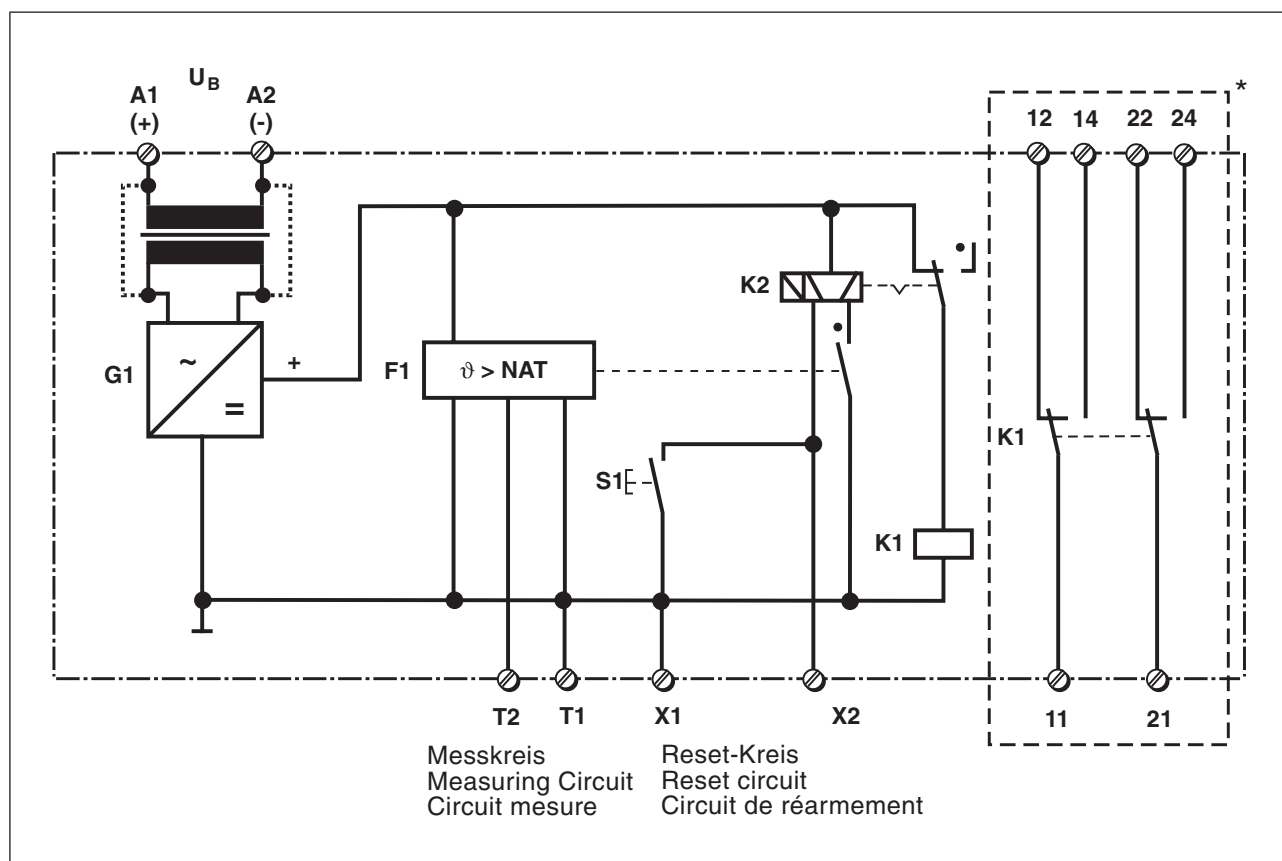 U_B
A1
(+)
A2
(-)
*
12 14 22 24
K2
G1
~
=
+
F1
ϑ > NAT
K1
S1
K1
T2 T1 X1 X2
11 21
Messkreis
Measuring Circuit
Circuit mesure
Reset-Kreis
Reset circuit
Circuit de réarmement